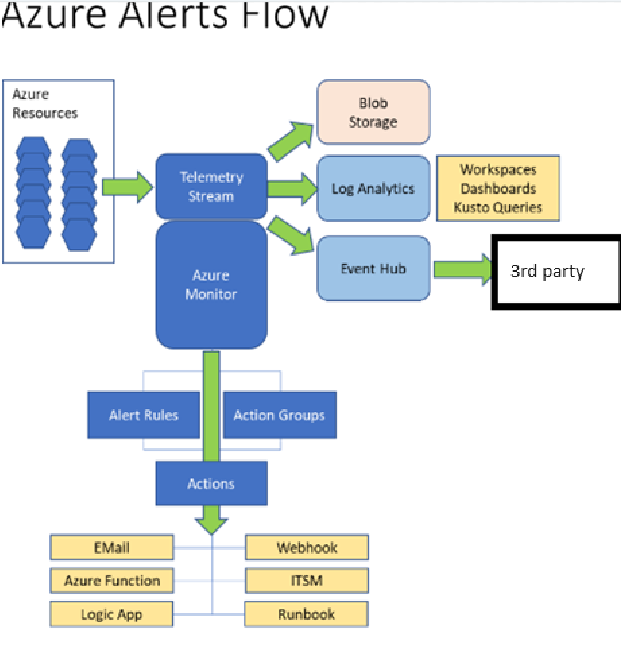 Azure Alerts Flow
Azure
Resources
Blob
Storage
Telemetry
Stream
Log Analytics
Workspaces
Dashboards
Kusto Queries
Azure
Monitor
Event Hub
3rd party
Alert Rules
Action Groups
Actions
EMail
Webhook
Azure Function
ITSM
Logic App
Runbook